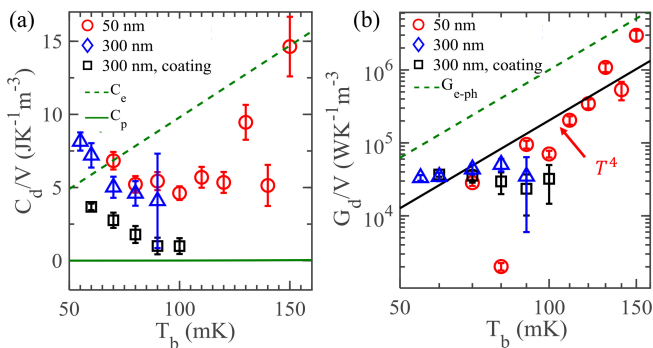 (a)
50 nm
300 nm
300 nm, coating
C_e
C_p
C_d/V (JK^-1m^-3)
15
10
5
0
50
100
150
T_b (mK)
(b)
50 nm
300 nm
300 nm, coating
G_e-ph
G_d/V (WK^-1m^-3)
10^6
10^5
10^4
T^4
50
100
150
T_b (mK)